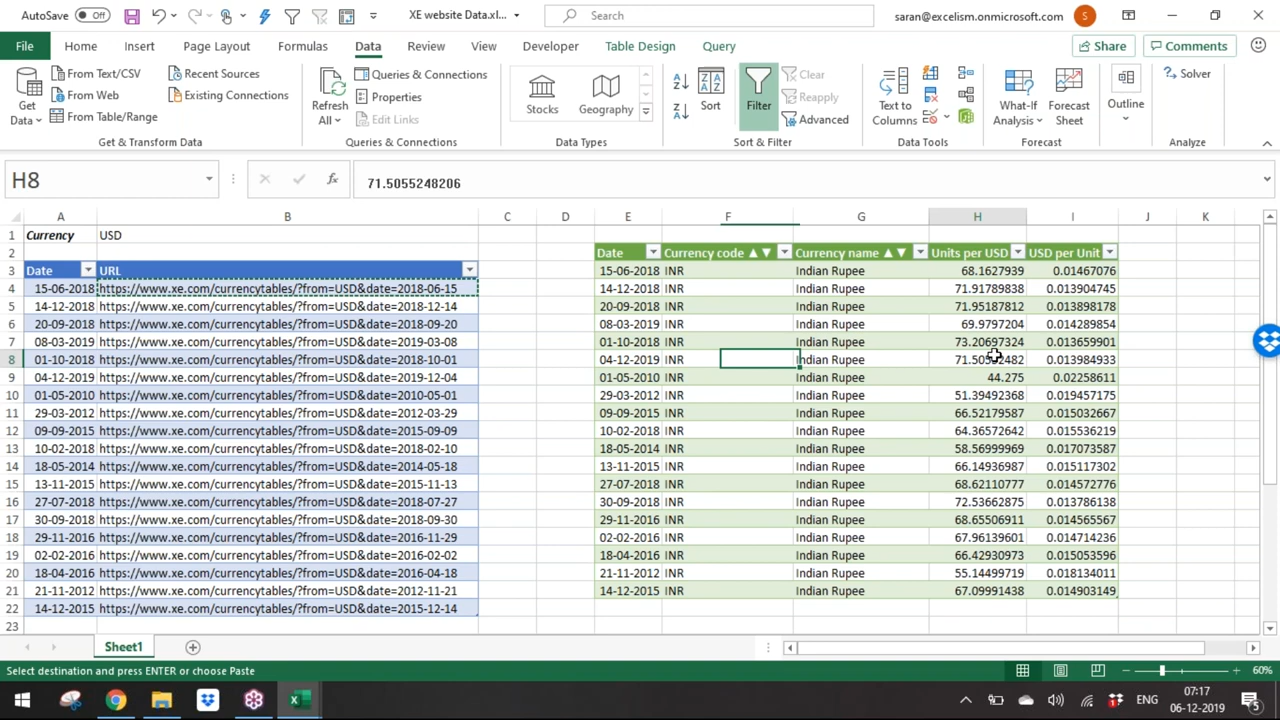 AutoSave Off XE website Data.xl... Search saran@excelism.onmicrosoft.com S
File Home Insert Page Layout Formulas Data Review View Developer Table Design Query Share Comments
Get Data From Text/CSV Recent Sources
From Web Existing Connections
From Table/Range
Get & Transform Data
Refresh All Queries & Connections
Properties
Edit Links
Queries & Connections
Stocks Geography
Data Types
Sort Filter Clear
Reapply
Advanced
Sort & Filter
Text to Columns
Data Tools
What-If Analysis Forecast Sheet
Forecast
Outline
Solver
Analyze
H8 fx 71.5055248206
A B C D E F G H I J K
1 Currency USD
2 Date Currency code ▲▼ Currency name ▲▼ Units per USD USD per Unit
3 Date URL 15-06-2018 INR Indian Rupee 68.1627939 0.01467076
4 15-06-2018 https://www.xe.com/currencytables/?from=USD&date=2018-06-15 14-12-2018 INR Indian Rupee 71.91789838 0.013904745
5 14-12-2018 https://www.xe.com/currencytables/?from=USD&date=2018-12-14 20-09-2018 INR Indian Rupee 71.95187812 0.013898178
6 20-09-2018 https://www.xe.com/currencytables/?from=USD&date=2018-09-20 08-03-2019 INR Indian Rupee 69.9797204 0.014289854
7 08-03-2019 https://www.xe.com/currencytables/?from=USD&date=2019-03-08 01-10-2018 INR Indian Rupee 73.20697324 0.013659901
8 01-10-2018 https://www.xe.com/currencytables/?from=USD&date=2018-10-01 04-12-2019 INR Indian Rupee 0.013984933
9 04-12-2019 https://www.xe.com/currencytables/?from=USD&date=2019-12-04 01-05-2010 INR Indian Rupee 44.275 0.02258611
10 01-05-2010 https://www.xe.com/currencytables/?from=USD&date=2010-05-01 29-03-2012 INR Indian Rupee 51.39492368 0.019457175
11 29-03-2012 https://www.xe.com/currencytables/?from=USD&date=2012-03-29 09-09-2015 INR Indian Rupee 66.52179587 0.015032667
12 09-09-2015 https://www.xe.com/currencytables/?from=USD&date=2015-09-09 10-02-2018 INR Indian Rupee 64.36572642 0.015536219
13 10-02-2018 https://www.xe.com/currencytables/?from=USD&date=2018-02-10 18-05-2014 INR Indian Rupee 58.56999969 0.017073587
14 18-05-2014 https://www.xe.com/currencytables/?from=USD&date=2014-05-18 13-11-2015 INR Indian Rupee 66.14936987 0.015117302
15 13-11-2015 https://www.xe.com/currencytables/?from=USD&date=2015-11-13 27-07-2018 INR Indian Rupee 68.62110777 0.014572776
16 27-07-2018 https://www.xe.com/currencytables/?from=USD&date=2018-07-27 30-09-2018 INR Indian Rupee 72.53662875 0.013786138
17 30-09-2018 https://www.xe.com/currencytables/?from=USD&date=2018-09-30 29-11-2016 INR Indian Rupee 68.65506911 0.014565567
18 29-11-2016 https://www.xe.com/currencytables/?from=USD&date=2016-11-29 02-02-2016 INR Indian Rupee 67.96139601 0.014714236
19 02-02-2016 https://www.xe.com/currencytables/?from=USD&date=2016-02-02 18-04-2016 INR Indian Rupee 66.42930973 0.015053596
20 18-04-2016 https://www.xe.com/currencytables/?from=USD&date=2016-04-18 21-11-2012 INR Indian Rupee 55.14499719 0.018134011
21 21-11-2012 https://www.xe.com/currencytables/?from=USD&date=2012-11-21 14-12-2015 INR Indian Rupee 67.09991438 0.014903149
22 14-12-2015 https://www.xe.com/currencytables/?from=USD&date=2015-12-14
23
Sheet1
Select destination and press ENTER or choose Paste 60%
ENG 07:17
06-12-2019 5